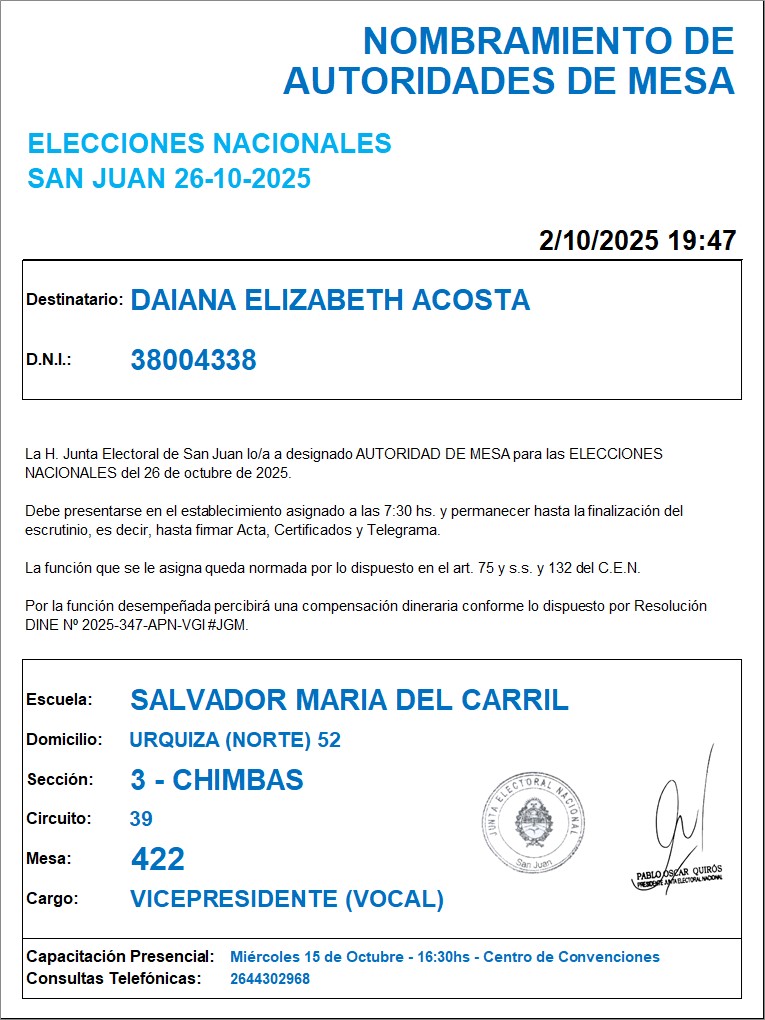 NOMBRAMIENTO DE
AUTORIDADES DE MESA
ELECCIONES NACIONALES
SAN JUAN 26-10-2025
2/10/2025 19:47
Destinatario: DAIANA ELIZABETH ACOSTA
D.N.I.: 38004338
La H. Junta Electoral de San Juan lo/a a designado AUTORIDAD DE MESA para las ELECCIONES
NACIONALES del 26 de octubre de 2025.
Debe presentarse en el establecimiento asignado a las 7:30 hs. y permanecer hasta la finalización del
escrutinio, es decir, hasta firmar Acta, Certificados y Telegrama.
La función que se le asigna queda normada por lo dispuesto en el art. 75 y s.s. y 132 del C.E.N.
Por la función desempeñada percibirá una compensación dineraria conforme lo dispuesto por Resolución
DINE Nº 2025-347-APN-VGI#JGM.
Escuela: SALVADOR MARIA DEL CARRIL
Domicilio: URQUIZA (NORTE) 52
Sección: 3 - CHIMBAS
Circuito: 39
Mesa: 422
Cargo: VICEPRESIDENTE (VOCAL)
JUNTA ELECTORAL NACIONAL
San Juan
PABLO OSCAR QUIRÓS
PRESIDENTE JUNTA ELECTORAL NACIONAL
Capacitación Presencial: Miércoles 15 de Octubre - 16:30hs - Centro de Convenciones
Consultas Telefónicas: 2644302968